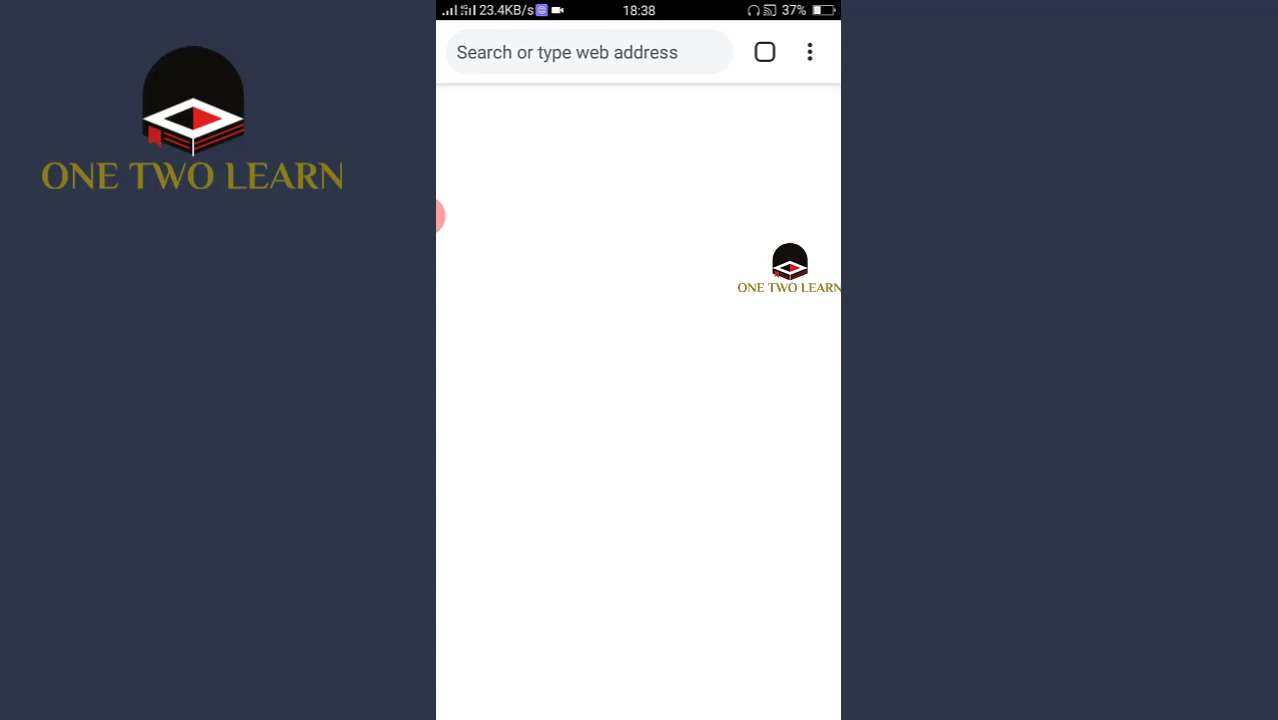 23.4KB/s 18:38 37%
Search or type web address
ONE TWO LEARN
ONE TWO LEARN